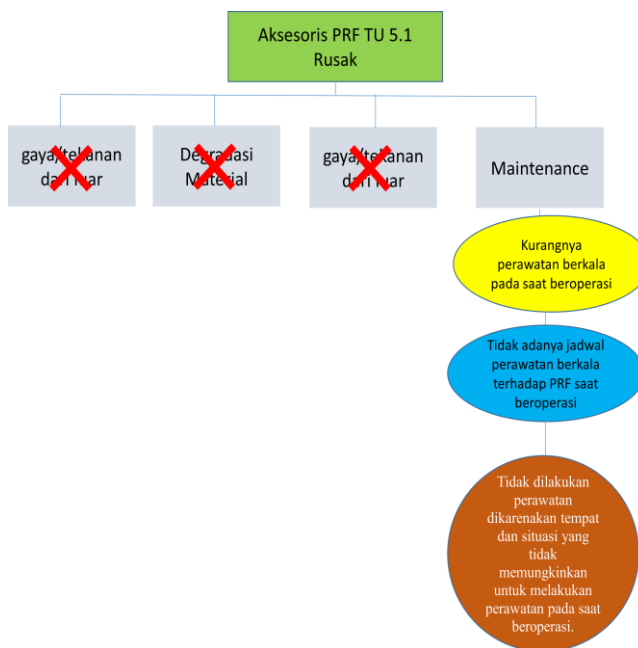 Aksesoris PRF TU 5.1
Rusak
gaya/tekanan
dari luar
Degradasi
Material
gaya/tekanan
dari luar
Maintenance
Kurangnya
perawatan berkala
pada saat beroperasi
Tidak adanya jadwal
perawatan berkala
terhadap PRF saat
beroperasi
Tidak dilakukan
perawatan
dikarenakan tempat
dan situasi yang
tidak
memungkinkan
untuk melakukan
perawatan pada saat
beroperasi.